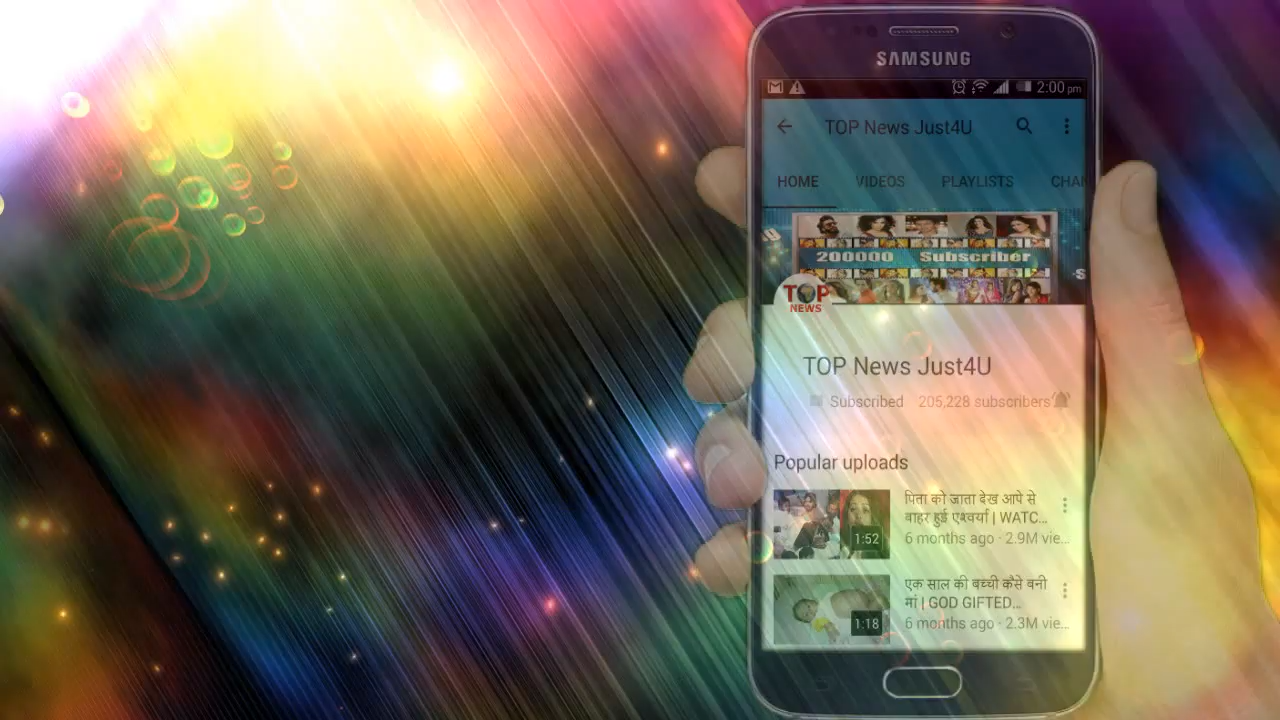 SAMSUNG
2:00 pm
TOP News Just4U
HOME VIDEOS PLAYLISTS CHAN
200000 Subscriber
TOP
NEWS
TOP News Just4U
Subscribed 205,228 subscribers
Popular uploads
पिता को जाता देख आपे से
बाहर हुई एश्वर्या | WATC...
1:52
6 months ago · 2.9M vie...
एक साल की बच्ची कैसे बनी
मां | GOD GIFTED...
1:18
6 months ago · 2.3M vie...